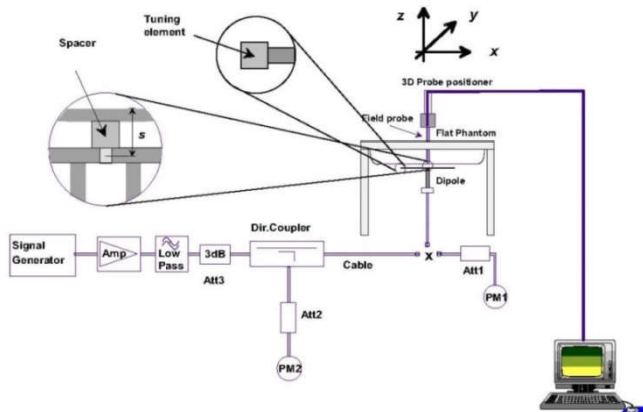 Tuning
element
Spacer
s
z
y
x
3D Probe positioner
Field probe
Flat Phantom
Dipole
Signal
Generator
Amp
Low
Pass
3dB
Att3
Dir.Coupler
Cable
X
Att1
PM1
Att2
PM2